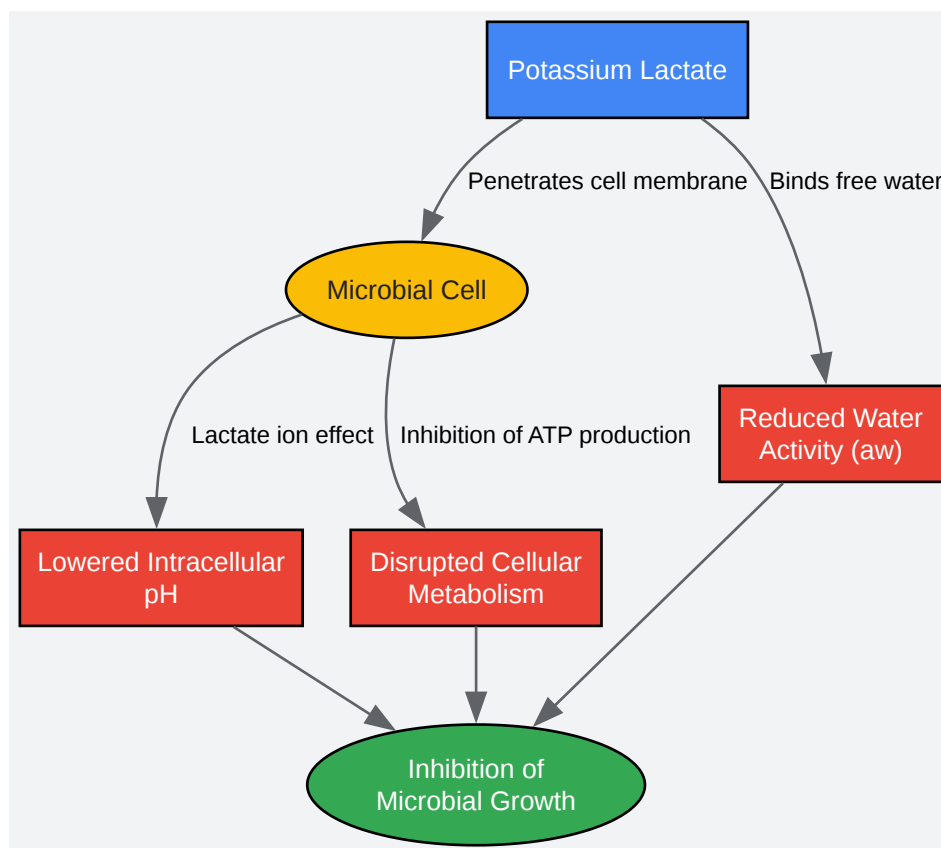 Potassium Lactate
Penetrates cell membrane
Binds free water
Microbial Cell
Reduced Water
Activity (aw)
Lactate ion effect
Inhibition of ATP production
Lowered Intracellular
pH
Disrupted Cellular
Metabolism
Inhibition of
Microbial Growth